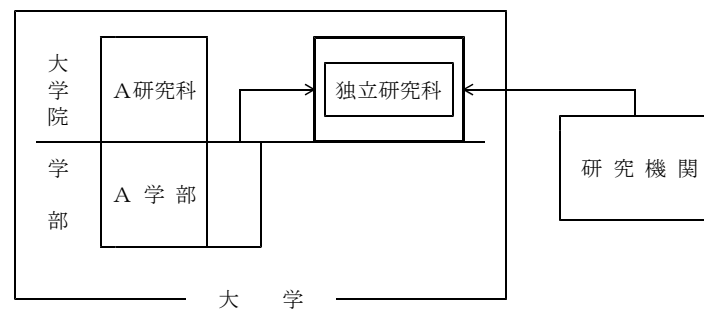 大学院
A研究科
独立研究科
学部
A 学 部
研 究 機 関
大 学